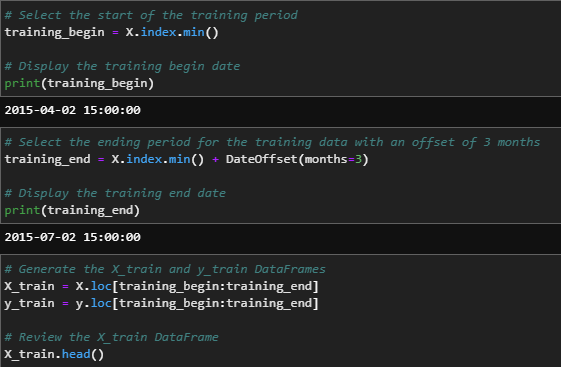 # Select the start of the training period
training_begin = X.index.min()
# Display the training begin date
print(training_begin)
2015-04-02 15:00:00
# Select the ending period for the training data with an offset of 3 months
training_end = X.index.min() + DateOffset(months=3)
# Display the training end date
print(training_end)
2015-07-02 15:00:00
# Generate the X_train and y_train DataFrames
X_train = X.loc[training_begin:training_end]
y_train = y.loc[training_begin:training_end]
# Review the X_train DataFrame
X_train.head()